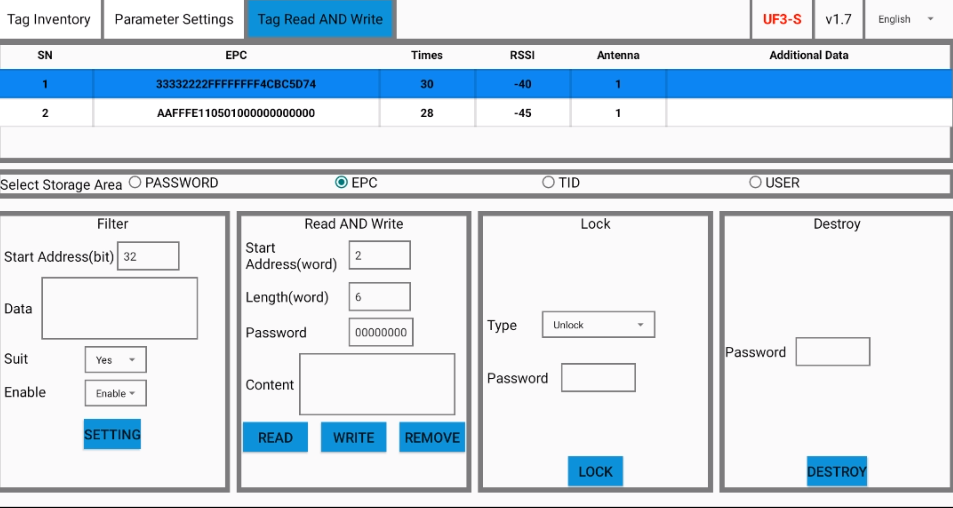 Tag Inventory Parameter Settings Tag Read AND Write UF3-S v1.7 English
SN EPC Times RSSI Antenna Additional Data
1 33332222FFFFFFFF4CBC5D74 30 -40 1
2 AAFFFE110501000000000000 28 -45 1
Select Storage Area PASSWORD EPC TID USER
Filter
Start Address(bit) 32
Data
Suit Yes
Enable Enable
SETTING
Read AND Write
Start
Address(word) 2
Length(word) 6
Password 00000000
Content
READ WRITE REMOVE
Lock
Type Unlock
Password
LOCK
Destroy
Password
DESTROY